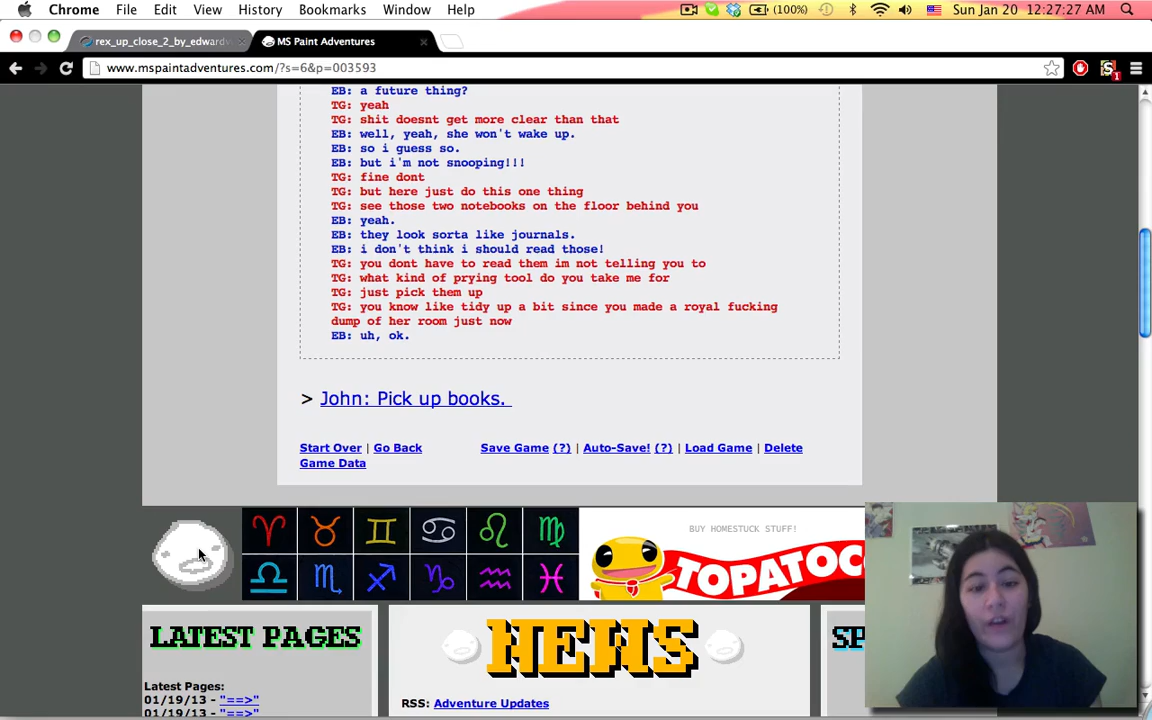 Chrome File Edit View History Bookmarks Window Help (100%) Sun Jan 20 12:27:27 AM
rex_up_close_2_by_edward
MS Paint Adventures
www.mspaintadventures.com/?s=6&p=003593
EB: a future thing?
TG: yeah
TG: shit doesnt get more clear than that
EB: well, yeah, she won't wake up.
EB: so i guess so.
EB: but i'm not snooping!!!
TG: fine dont
TG: but here just do this one thing
TG: see those two notebooks on the floor behind you
EB: yeah.
EB: they look sorta like journals.
EB: i don't think i should read those!
TG: you dont have to read them im not telling you to
TG: what kind of prying tool do you take me for
TG: just pick them up
TG: you know like tidy up a bit since you made a royal fucking
dump of her room just now
EB: uh, ok.
> John: Pick up books.
Start Over | Go Back Save Game (?) | Auto-Save! (?) | Load Game | Delete
Game Data
BUY HOMESTUCK STUFF!
TOPATOC
LATEST PAGES
NEWS
SP
Latest Pages:
01/19/13 - "==>"
01/19/13 - "==>"
RSS: Adventure Updates